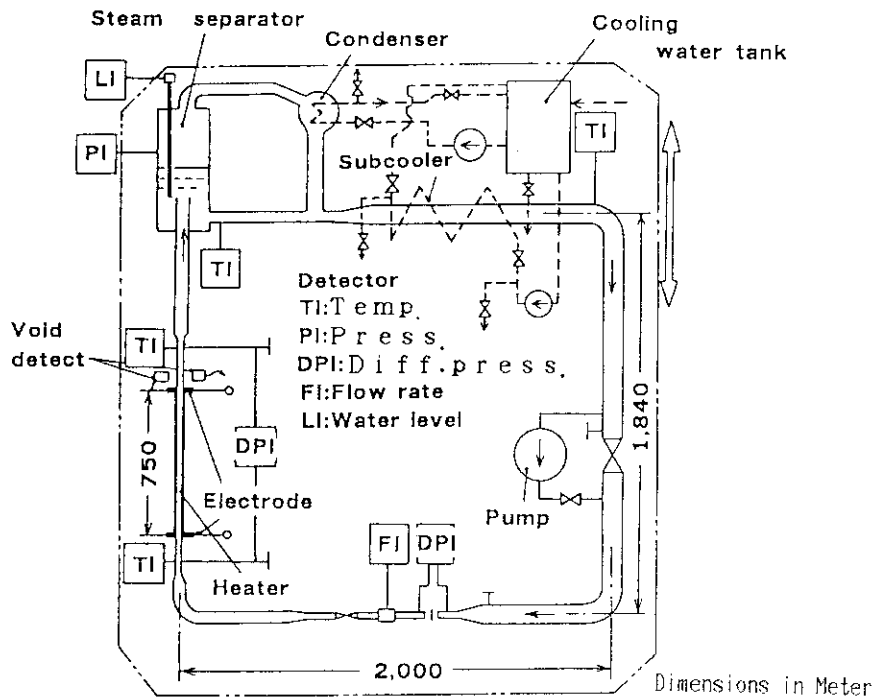 Steam separator
Condenser
Cooling
water tank
LI
PI
TI
Subcooler
TI
Detector
TI:Temp.
PI:Press.
DPI:Diff.press.
FI:Flow rate
LI:Water level
Void
detect
TI
750
DPI
1,840
Electrode
Pump
TI
Heater
FI
DPI
2,000
Dimensions in Meter